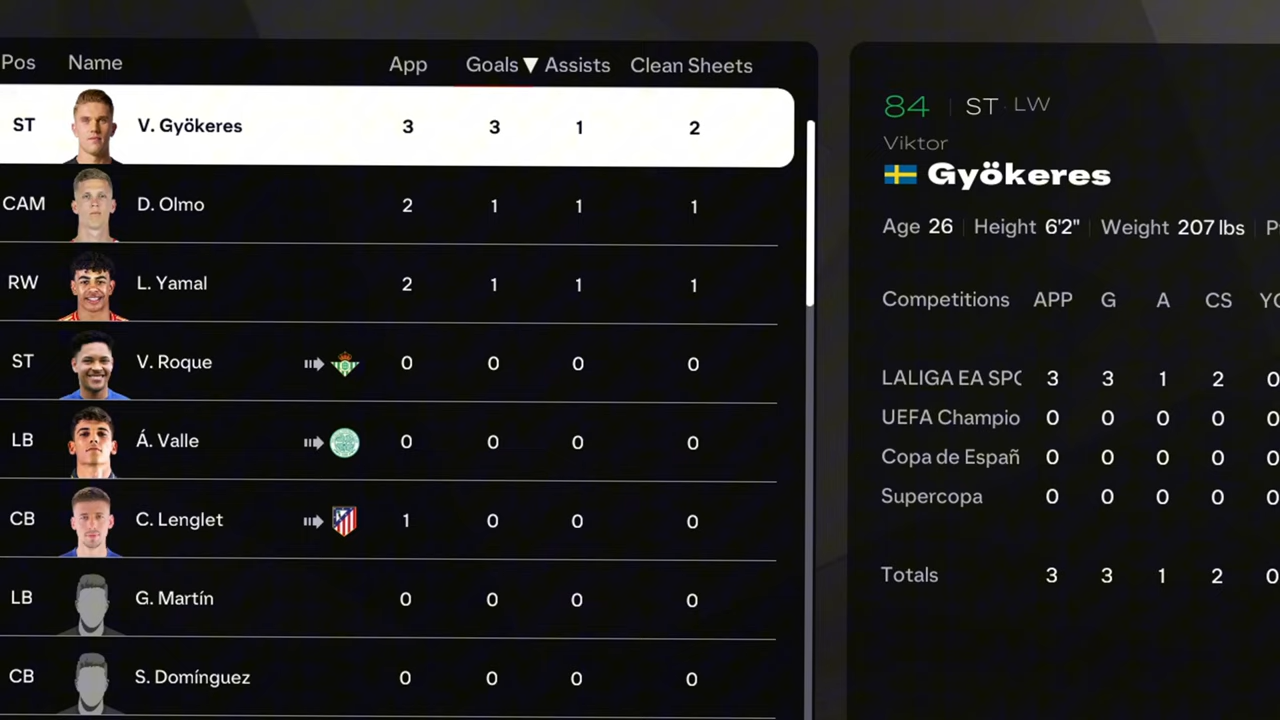 Pos Name App Goals ▼ Assists Clean Sheets
ST V. Gyökeres 3 3 1 2
CAM D. Olmo 2 1 1 1
RW L. Yamal 2 1 1 1
ST V. Roque 0 0 0 0
LB Á. Valle 0 0 0 0
CB C. Lenglet 1 0 0 0
LB G. Martín 0 0 0 0
CB S. Domínguez 0 0 0 0
84 ST LW
Viktor
Gyökeres
Age 26 Height 6'2" Weight 207 lbs
Competitions APP G A CS
LALIGA EA SPO 3 3 1 2 0
UEFA Champio 0 0 0 0 0
Copa de Españ 0 0 0 0 0
Supercopa 0 0 0 0 0
Totals 3 3 1 2 0